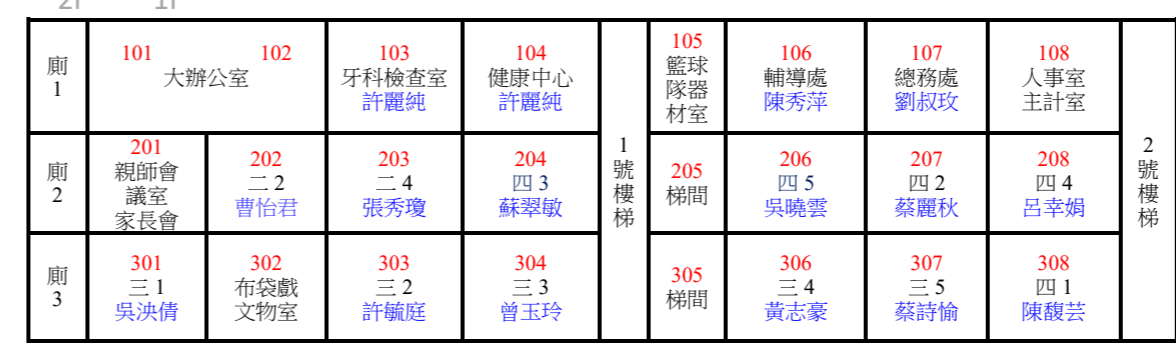 廁
1
101 102
大辦公室
103
牙科檢查室
許麗純
104
健康中心
許麗純
1
號
樓
梯
105
籃球
隊器
材室
106
輔導處
陳秀萍
107
總務處
劉叔玫
108
人事室
主計室
2
號
樓
梯
廁
2
201
親師會
議室
家長會
202
二 2
曹怡君
203
二 4
張秀瓊
204
四 3
蘇翠敏
205
梯間
206
四 5
吳曉雲
207
四 2
蔡麗秋
208
四 4
呂幸娟
廁
3
301
三 1
吳泱倩
302
布袋戲
文物室
303
三 2
許毓庭
304
三 3
曾玉玲
305
梯間
306
三 4
黃志豪
307
三 5
蔡詩愉
308
四 1
陳馥芸